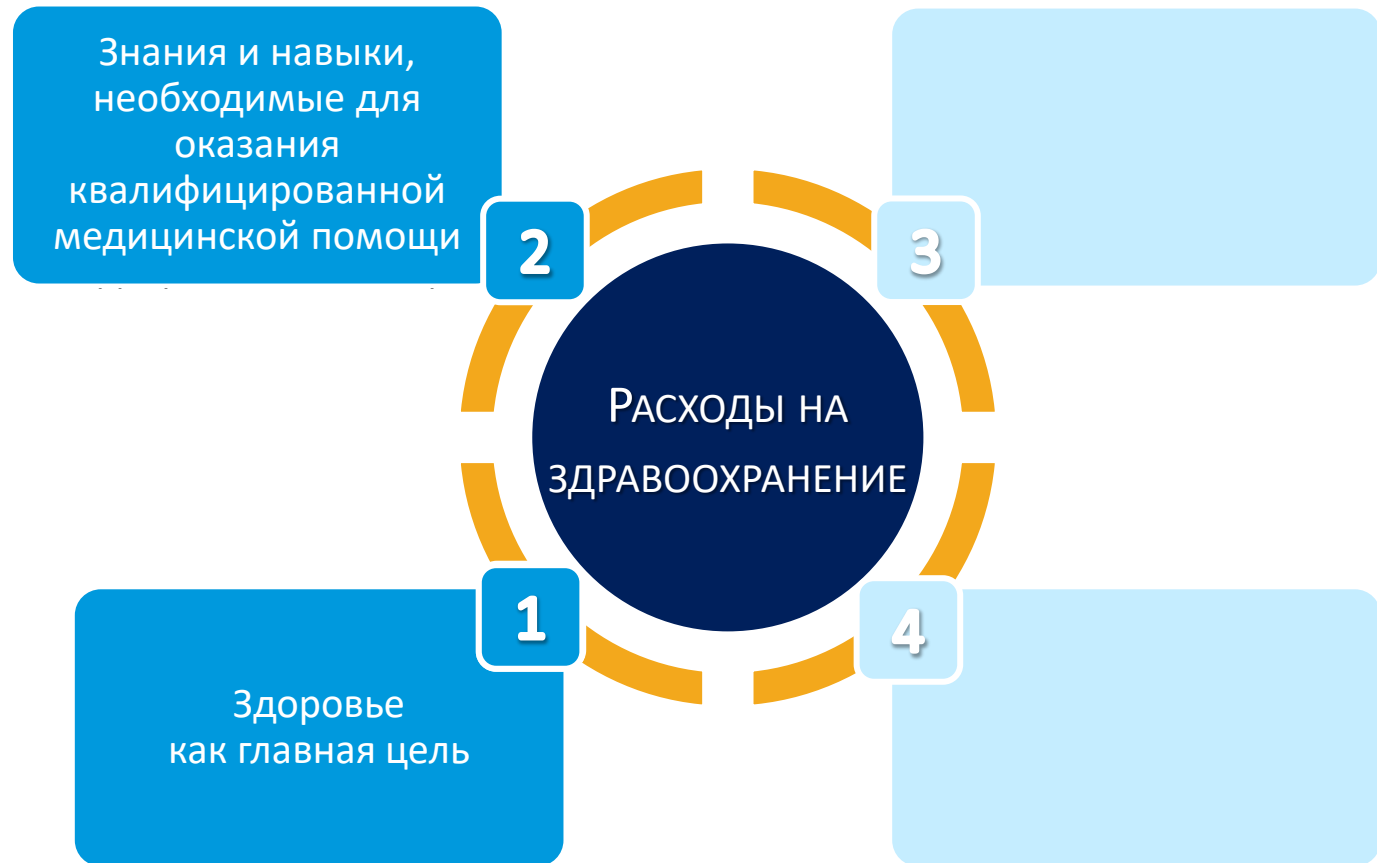 Знания и навыки,
необходимые для
оказания
квалифицированной
медицинской помощи
2
3
РАСХОДЫ НА
ЗДРАВООХРАНЕНИЕ
1
4
Здоровье
как главная цель